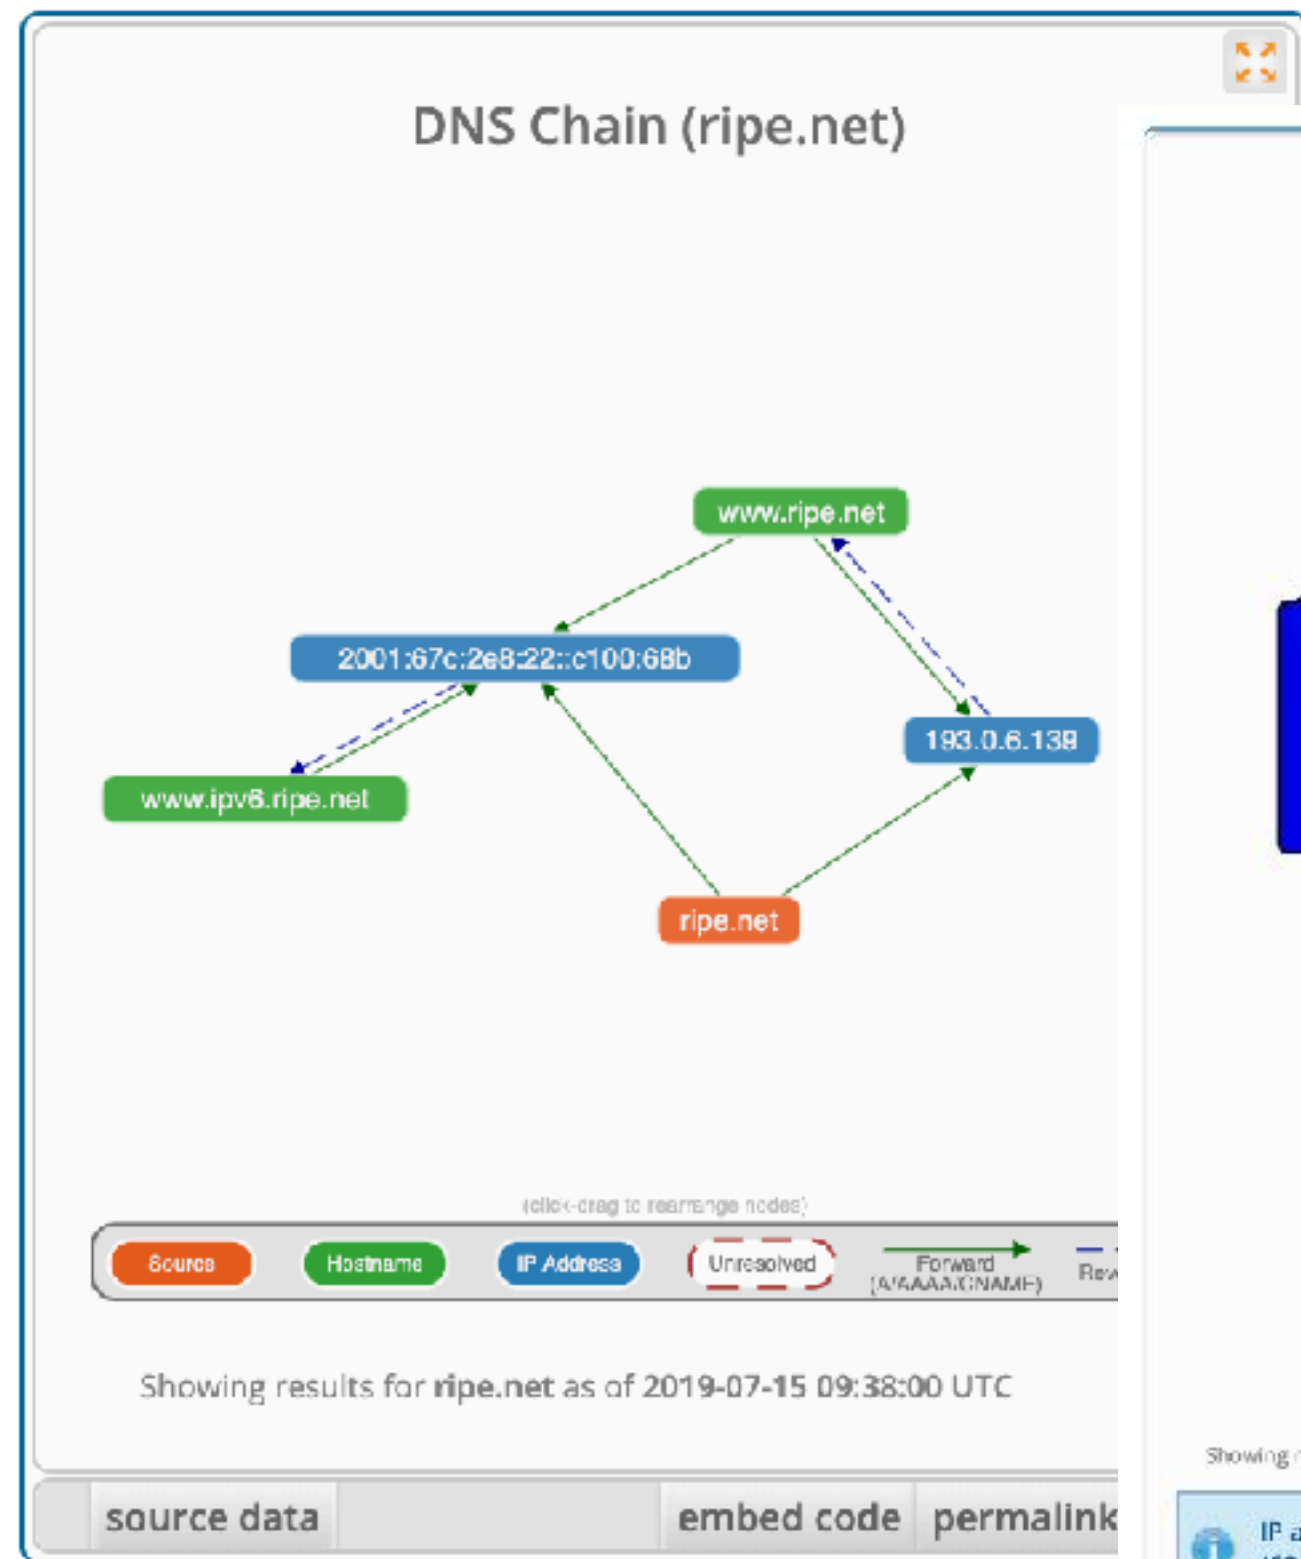 DNS Chain (ripe.net)
www.ripe.net
2001:67c:2e8:22::c100:68b
193.0.6.139
www.ipv6.ripe.net
ripe.net
(click-drag to rearrange nodes)
Source Hostname IP Address Unresolved Forward
(A/AAAA/CNAME)
Showing results for ripe.net as of 2019-07-15 09:38:00 UTC
Showing
source data embed code permalink
IP